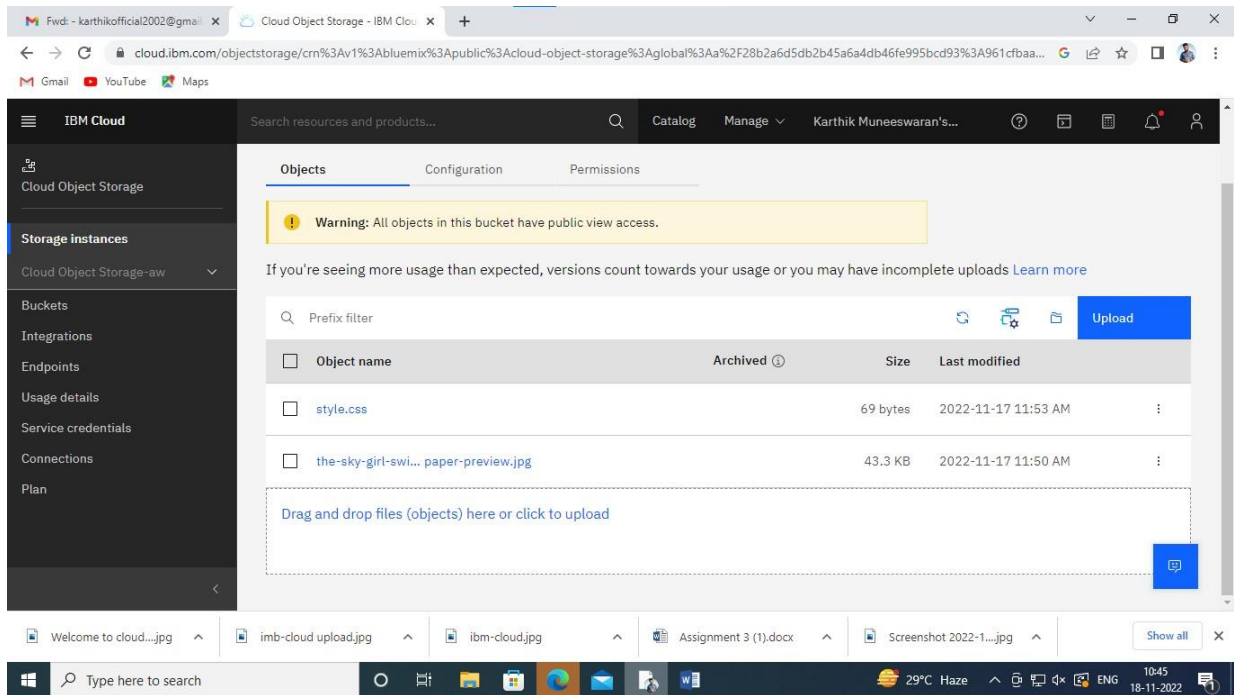 Fwd: - karthikofficial2002@gmail.
Cloud Object Storage - IBM Clou
cloud.ibm.com/objectstorage/crn%3Av1%3Abluemix%3Apublic%3Acloud-object-storage%3Aglobal%3Aa%2F28b2a6d5db2b45a6a4db46fe995bcd93%3A961cfbaa...
Gmail YouTube Maps
IBM Cloud Search resources and products... Catalog Manage Karthik Muneeswaran's...
Cloud Object Storage
Storage instances
Cloud Object Storage-aw
Buckets
Integrations
Endpoints
Usage details
Service credentials
Connections
Plan
Objects Configuration Permissions
Warning: All objects in this bucket have public view access.
If you're seeing more usage than expected, versions count towards your usage or you may have incomplete uploads Learn more
Prefix filter Upload
Object name Archived Size Last modified
style.css 69 bytes 2022-11-17 11:53 AM
the-sky-girl-swi... paper-preview.jpg 43.3 KB 2022-11-17 11:50 AM
Drag and drop files (objects) here or click to upload
Welcome to cloud....jpg imb-cloud upload.jpg ibm-cloud.jpg Assignment 3 (1).docx Screenshot 2022-1....jpg Show all
Type here to search 29°C Haze ENG 10:45
18-11-2022